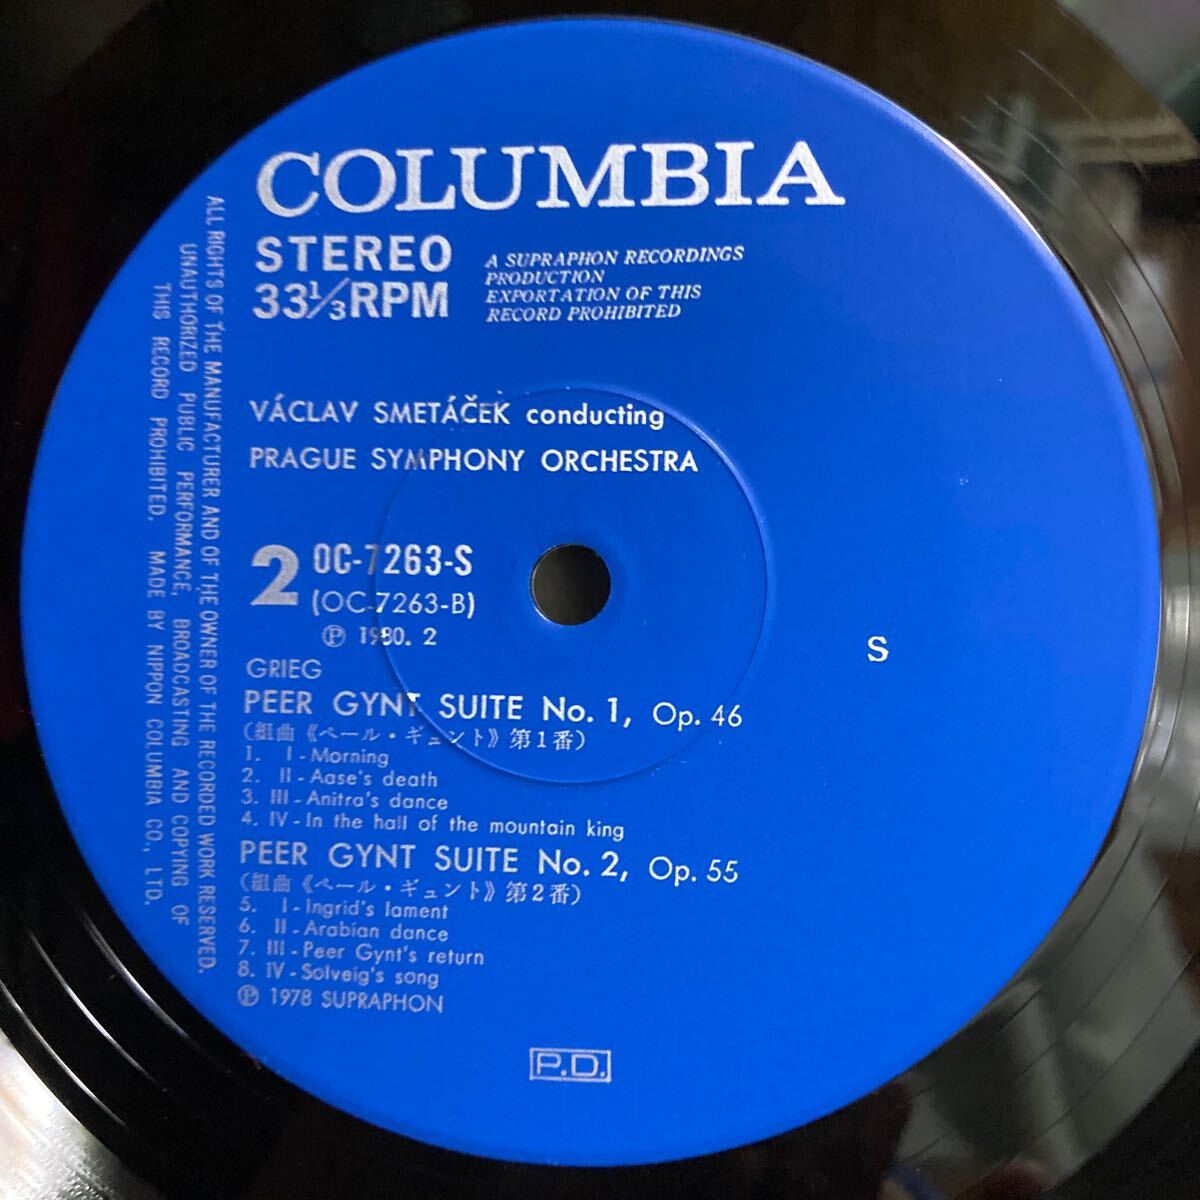 COLUMBIA
STEREO
33 1/3 RPM
A SUPRAPHON RECORDINGS
PRODUCTION
EXPORTATION OF THIS
RECORD PROHIBITED
VÁCLAV SMETÁČEK conducting
PRAGUE SYMPHONY ORCHESTRA
2 OC-7263-S
(OC-7263-B)
Ⓟ 1980. 2
S
GRIEG
PEER GYNT SUITE No. 1, Op. 46
(組曲《ペール・ギュント》第1番)
1. I - Morning
2. II - Aase's death
3. III - Anitra's dance
4. IV - In the hall of the mountain king
PEER GYNT SUITE No. 2, Op. 55
(組曲《ペール・ギュント》第2番)
5. I - Ingrid's lament
6. II - Arabian dance
7. III - Peer Gynt's return
8. IV - Solveig's song
Ⓟ 1978 SUPRAPHON
P.D.
ALL RIGHTS OF THE MANUFACTURER AND OF THE OWNER OF THE RECORDED WORK RESERVED.
UNAUTHORIZED PUBLIC PERFORMANCE, BROADCASTING AND COPYING OF
THIS RECORD PROHIBITED. MADE BY NIPPON COLUMBIA CO., LTD.